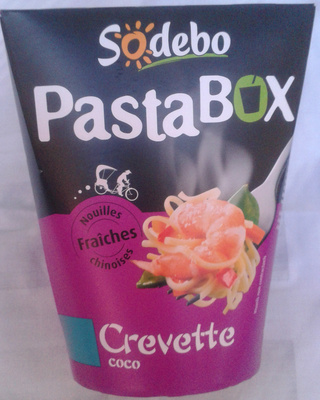 Sodebo
PastaBOX
Nouilles
Fraîches
chinoises
Crevette
coco